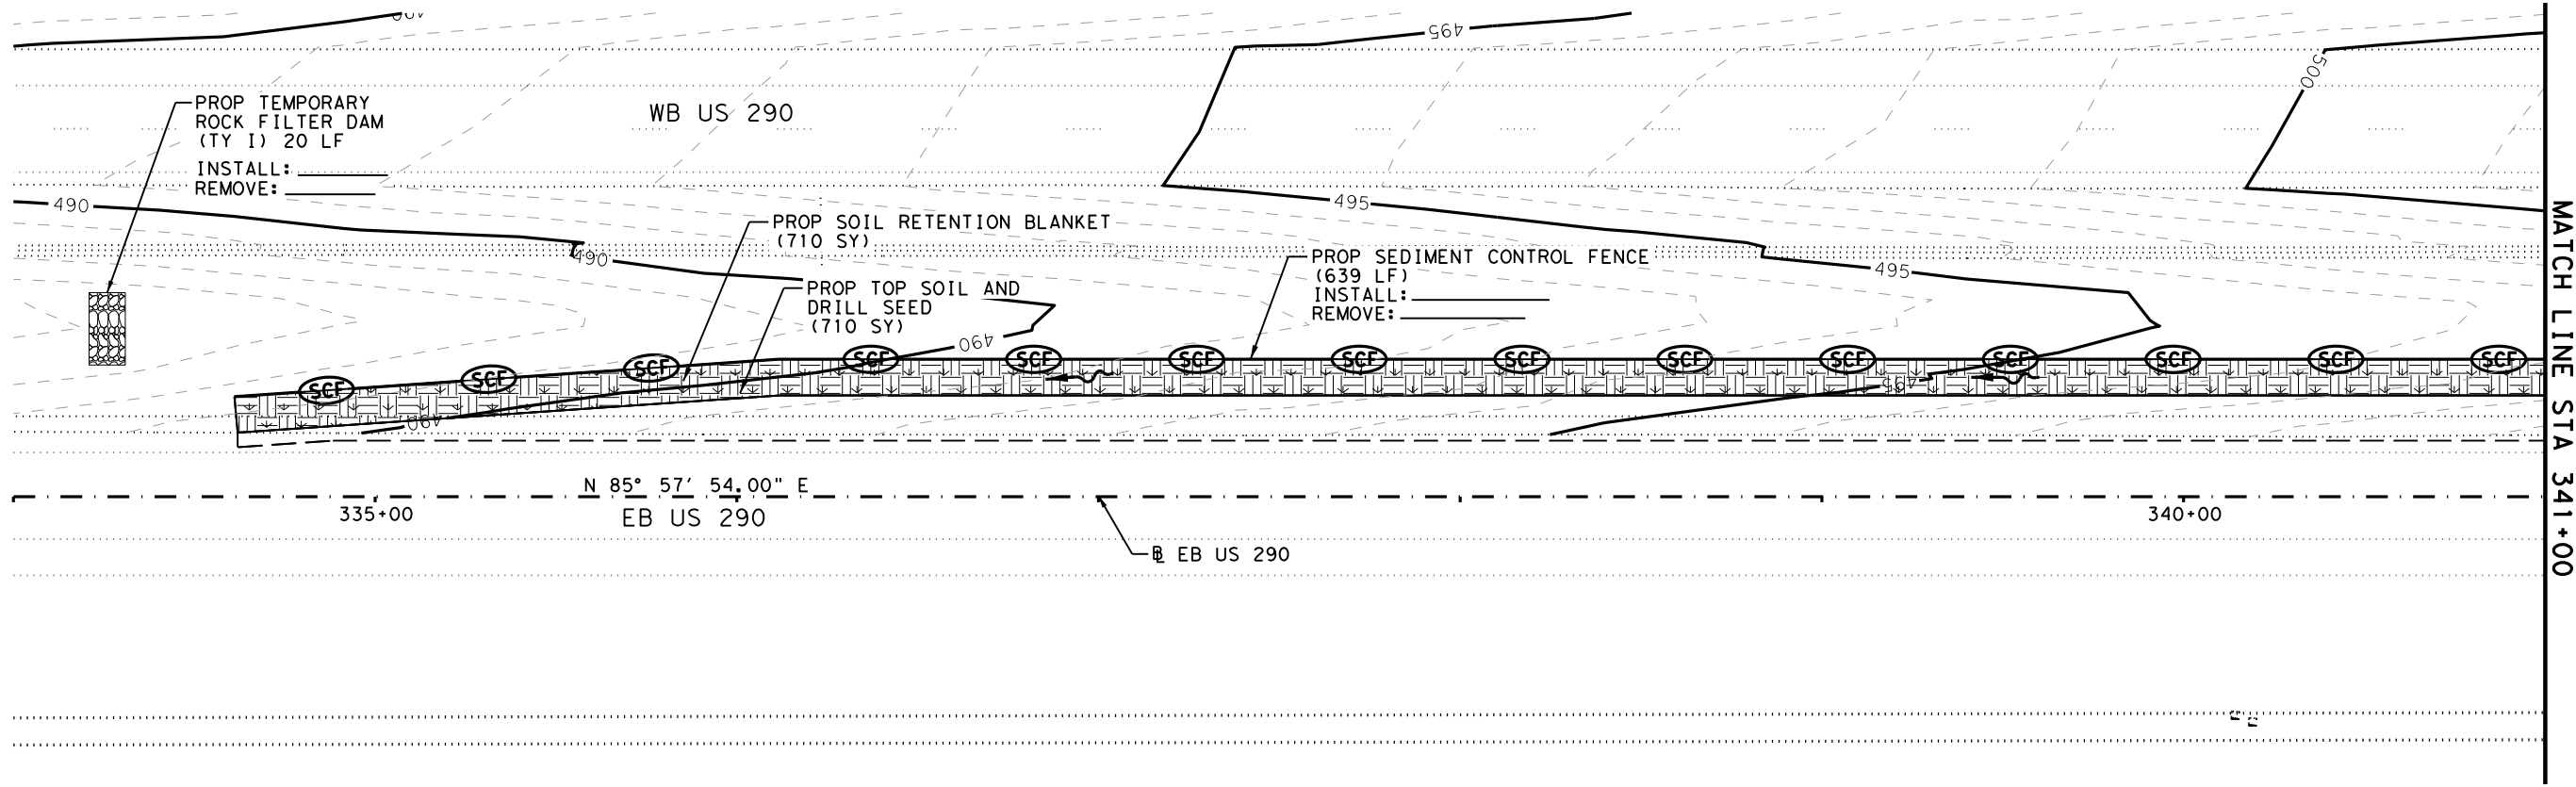 490
495
500
PROP TEMPORARY
ROCK FILTER DAM
(TY I) 20 LF
INSTALL:
REMOVE:
WB US 290
490
495
PROP SOIL RETENTION BLANKET
(710 SY)
490
PROP SEDIMENT CONTROL FENCE
(639 LF)
INSTALL:
REMOVE:
495
PROP TOP SOIL AND
DRILL SEED
(710 SY)
490
SCF
SCF
SCF
SCF
SCF
SCF
SCF
SCF
SCF
SCF
SCF
SCF
SCF
SCF
495
490
N 85° 57' 54.00" E
335+00
EB US 290
340+00
BL EB US 290
MATCH LINE STA 341+00